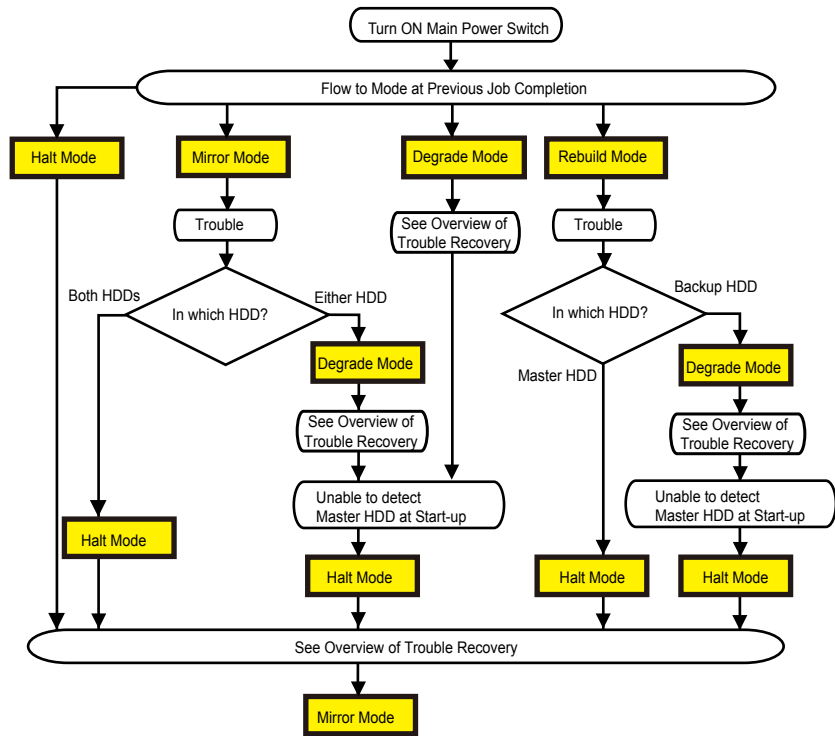 Turn ON Main Power Switch
Flow to Mode at Previous Job Completion
Halt Mode
Mirror Mode
Degrade Mode
Rebuild Mode
Trouble
See Overview of
Trouble Recovery
Trouble
Both HDDs
In which HDD?
Either HDD
In which HDD?
Backup HDD
Degrade Mode
Master HDD
Degrade Mode
See Overview of
Trouble Recovery
See Overview of
Trouble Recovery
Unable to detect
Master HDD at Start-up
Unable to detect
Master HDD at Start-up
Halt Mode
Halt Mode
Halt Mode
Halt Mode
See Overview of Trouble Recovery
Mirror Mode